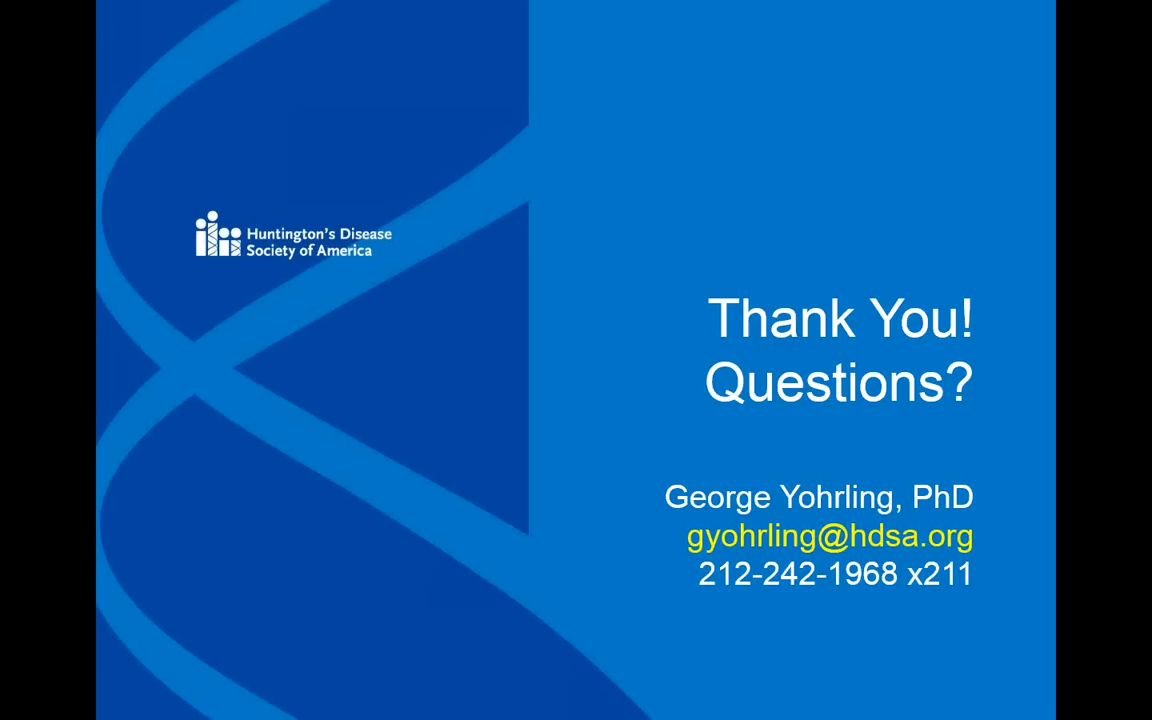 Huntington's Disease
Society of America
Thank You!
Questions?
George Yohrling, PhD
gyohrling@hdsa.org
212-242-1968 x211